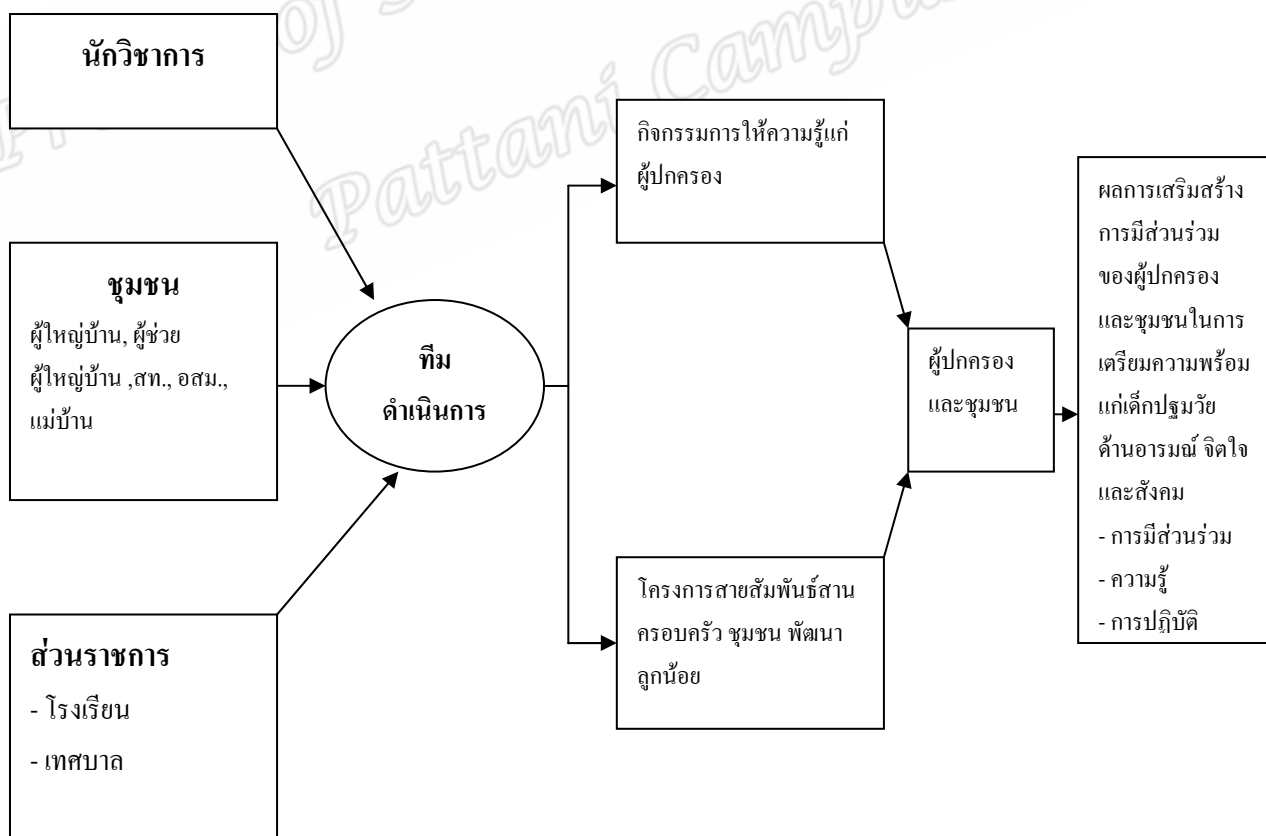 นักวิชาการ
ชุมชน
ผู้ใหญ่บ้าน, ผู้ช่วย
ผู้ใหญ่บ้าน ,สท., อสม.,
แม่บ้าน
ส่วนราชการ
- โรงเรียน
- เทศบาล
ทีม
ดำเนินการ
กิจกรรมการให้ความรู้แก่
ผู้ปกครอง
โครงการสายสัมพันธ์สาน
ครอบครัว ชุมชน พัฒนา
ลูกน้อย
ผู้ปกครอง
และชุมชน
ผลการเสริมสร้าง
การมีส่วนร่วม
ของผู้ปกครอง
และชุมชนในการ
เตรียมความพร้อม
แก่เด็กปฐมวัย
ด้านอารมณ์ จิตใจ
และสังคม
- การมีส่วนร่วม
- ความรู้
- การปฏิบัติ
of
Pattani Campus